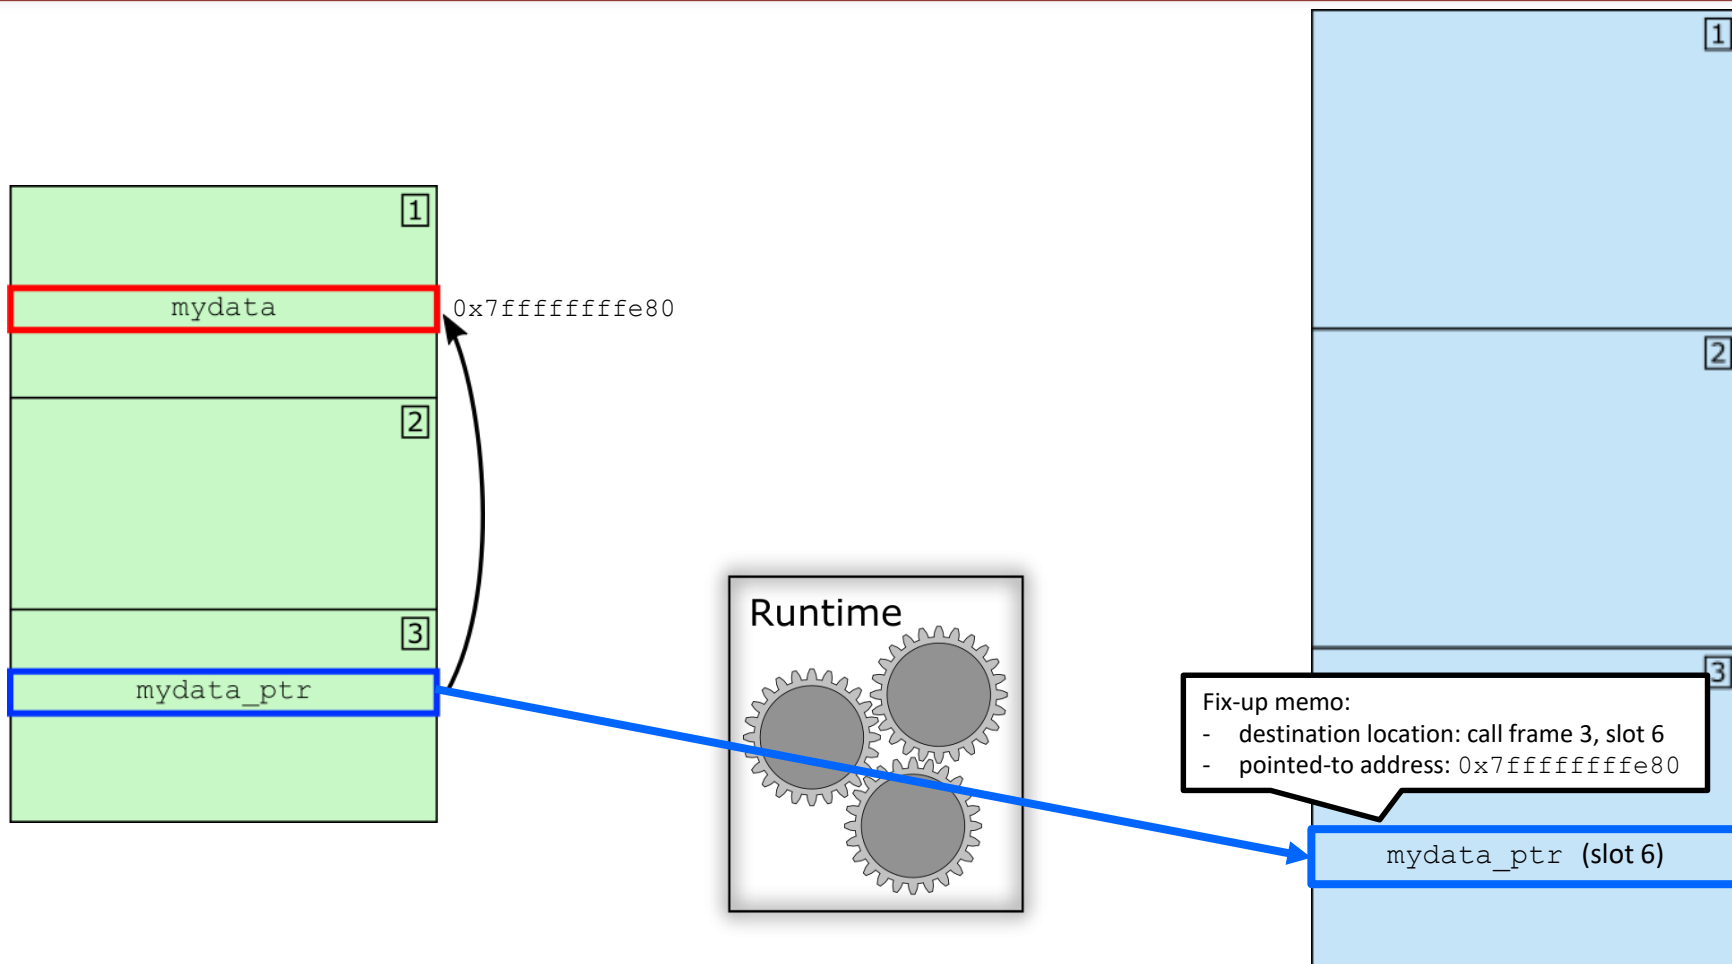 1
mydata
0x7ffffffffe80
2
3
mydata_ptr
Runtime
1
2
3
Fix-up memo:
- destination location: call frame 3, slot 6
- pointed-to address: 0x7ffffffffe80
mydata_ptr (slot 6)